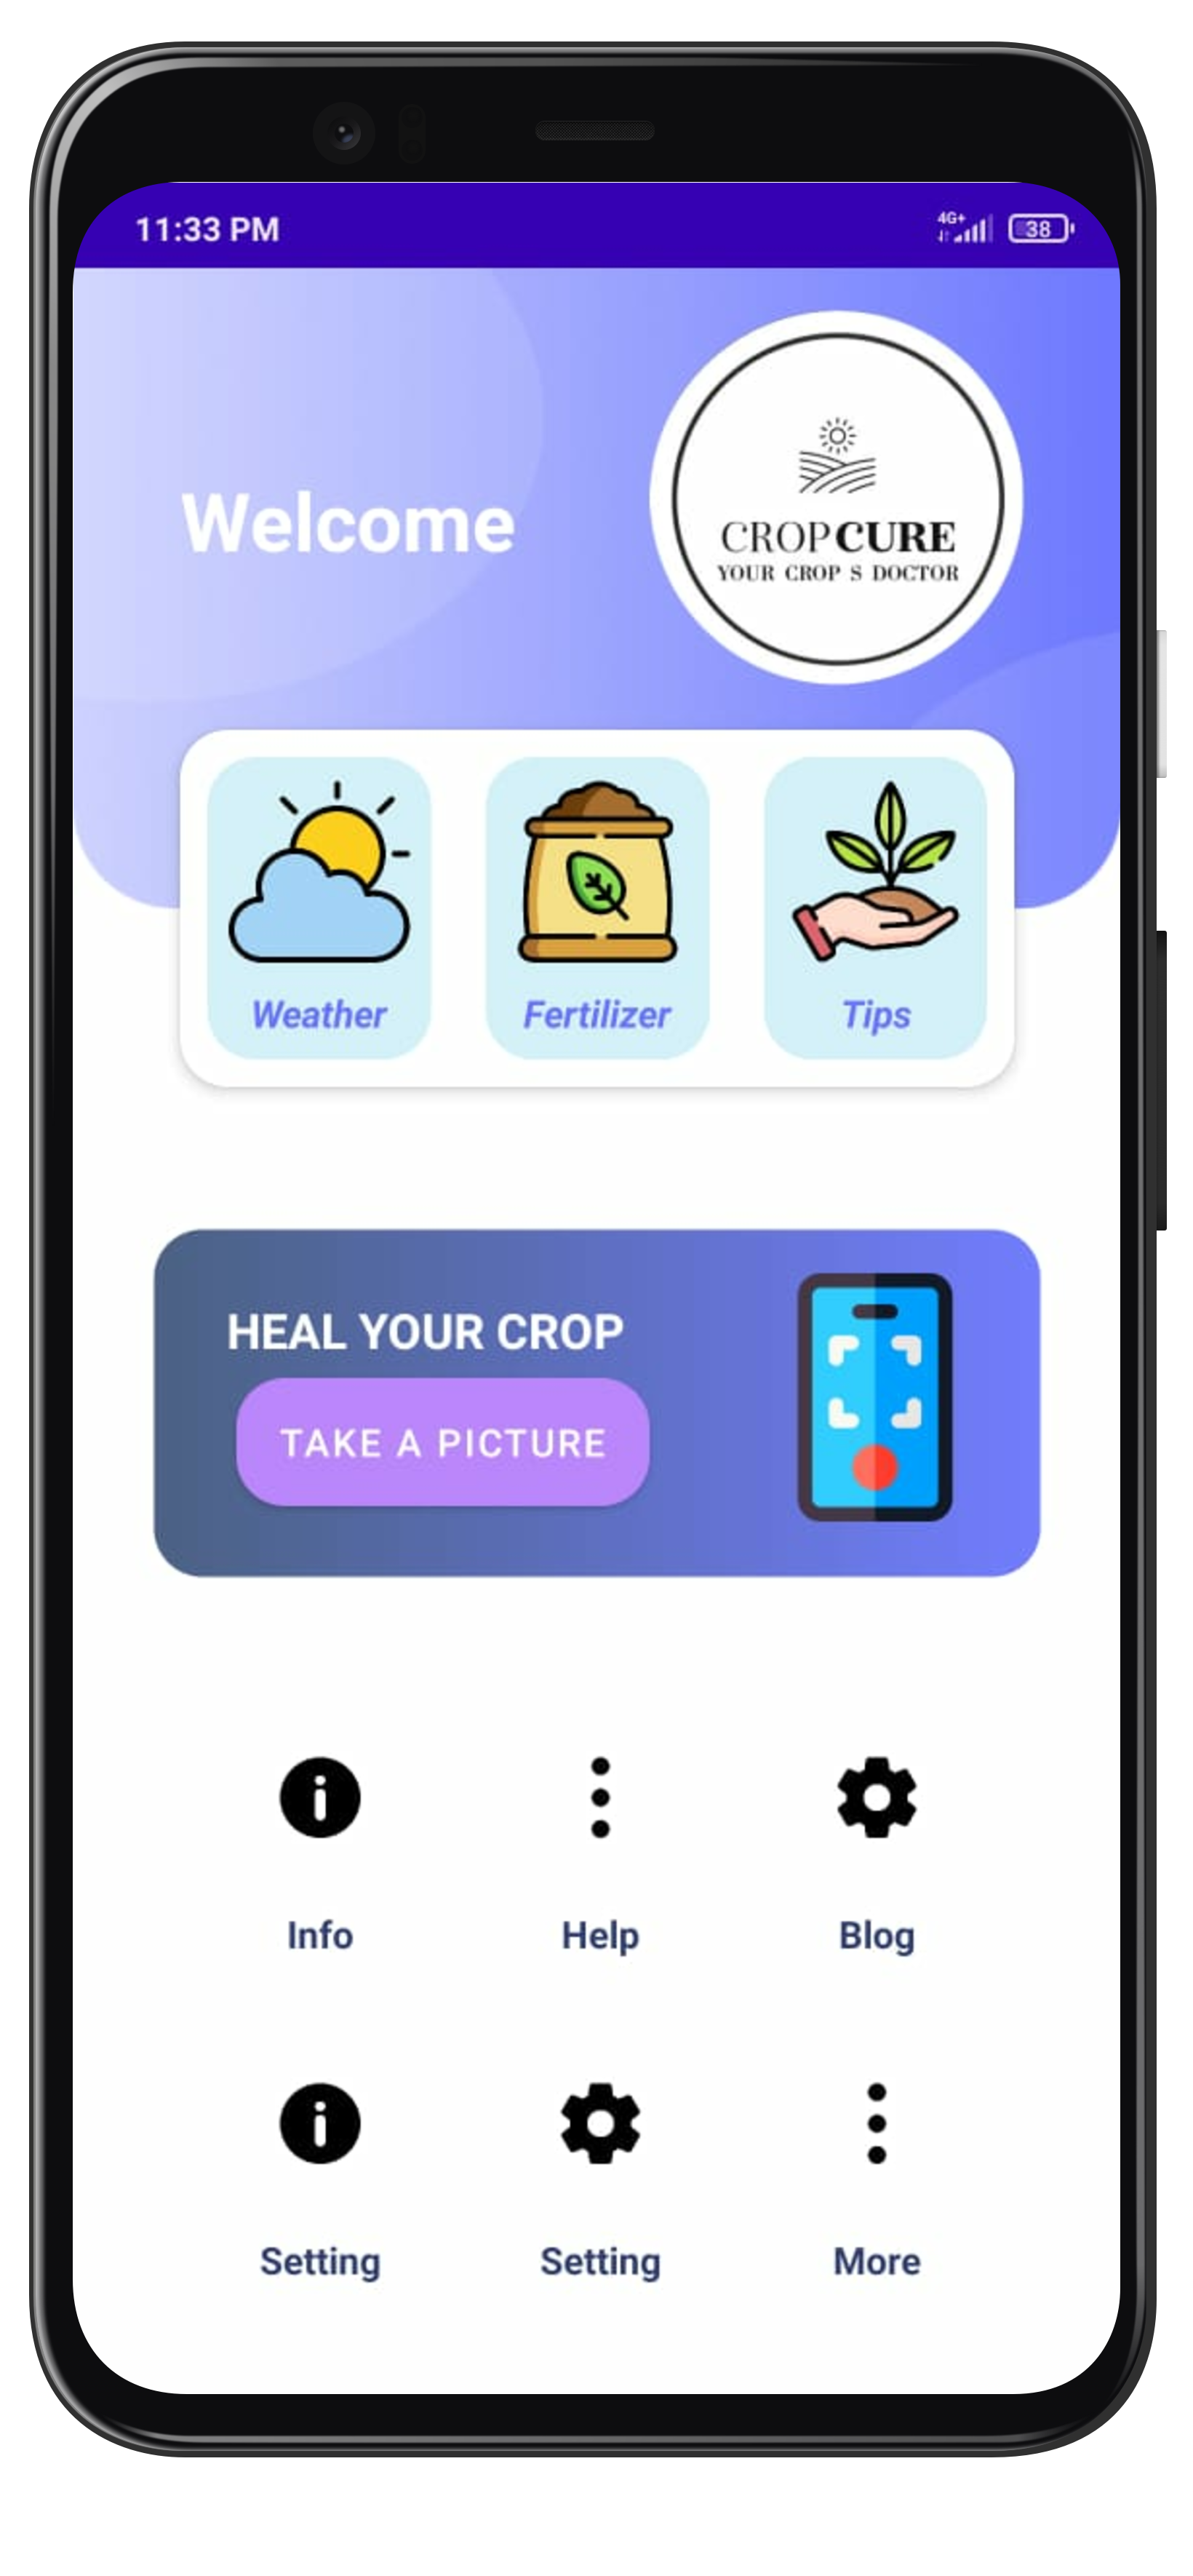 11:33 PM
4G+
38
Welcome
CROPCURE
YOUR CROP S DOCTOR
Weather
Fertilizer
Tips
HEAL YOUR CROP
TAKE A PICTURE
Info
Help
Blog
Setting
Setting
More